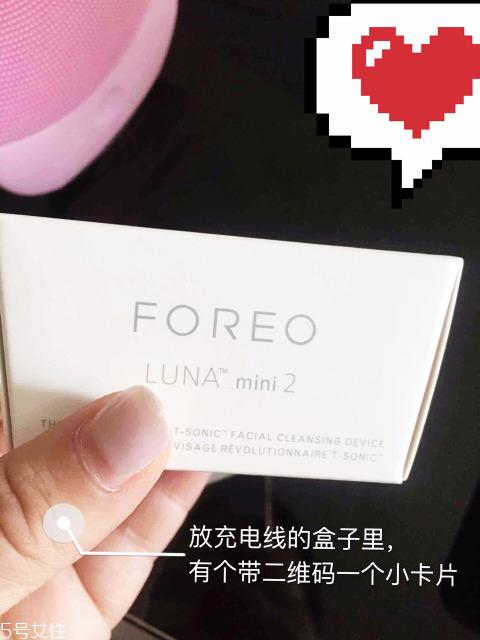 FOREO
LUNA™ mini 2
TH T-SONIC™ FACIAL CLEANSING DEVICE
VISAGE RÉVOLUTIONNAIRE T-SONIC™
放充电线的盒子里，
有个带二维码一个小卡片
5号女性